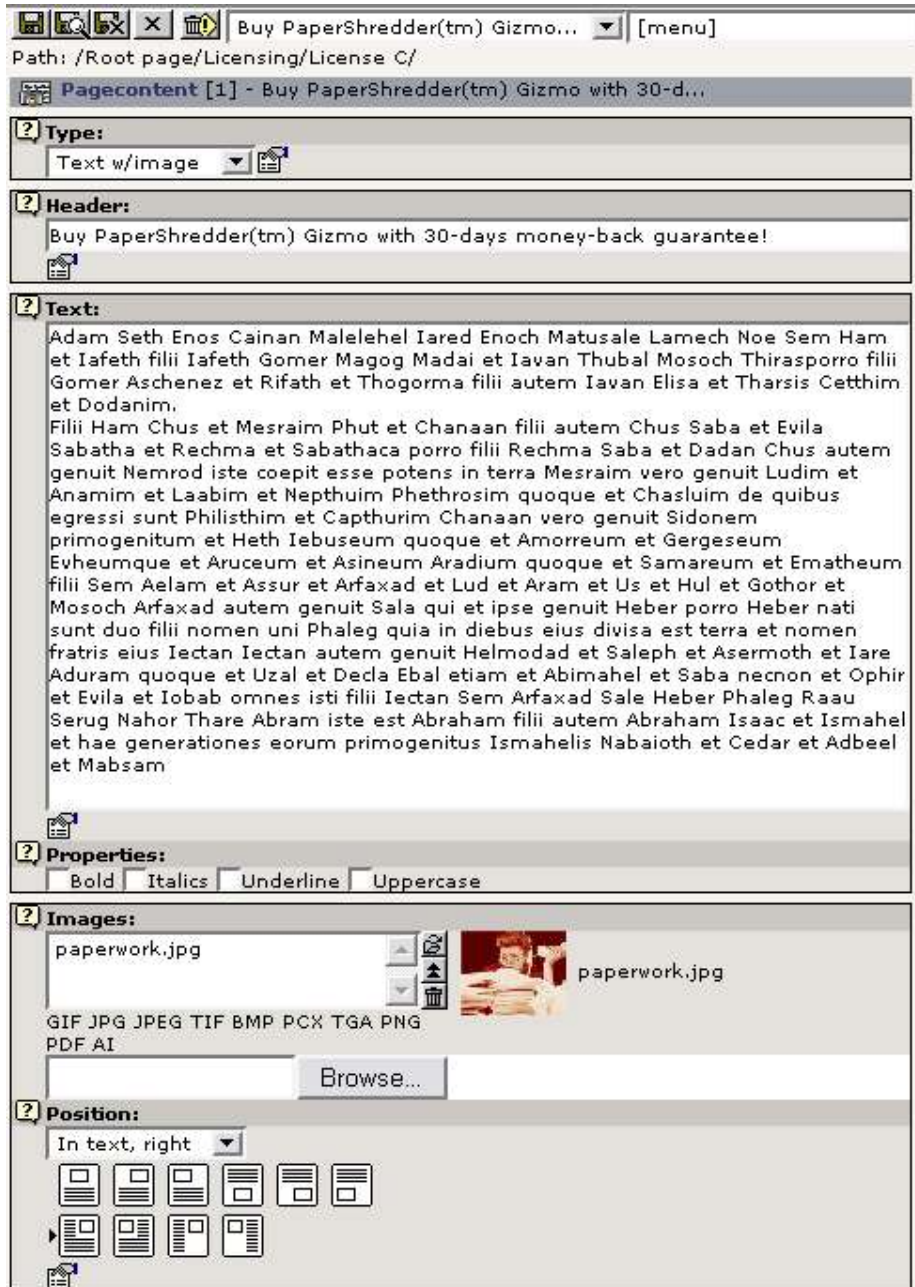 Buy PaperShredder(tm) Gizmo... [menu]
Path: /Root page/Licensing/License C/
Pagecontent [1] - Buy PaperShredder(tm) Gizmo with 30-d...
Type:
Text w/image
Header:
Buy PaperShredder(tm) Gizmo with 30-days money-back guarantee!
Text:
Adam Seth Enos Cainan Malelehel Iared Enoch Matusale Lamech Noe Sem Ham
et Iafeth filii Iafeth Gomer Magog Madai et Iavan Thubal Mosoch Thirasporro filii
Gomer Aschenez et Rifath et Thogorma filii autem Iavan Elisa et Tharsis Cetthim
et Dodanim.
Filii Ham Chus et Mesraim Phut et Chanaan filii autem Chus Saba et Evila
Sabatha et Rechma et Sabathaca porro filii Rechma Saba et Dadan Chus autem
genuit Nemrod iste coepit esse potens in terra Mesraim vero genuit Ludim et
Anamim et Laabim et Nepthuim Phethrosim quoque et Chasluim de quibus
egressi sunt Philisthim et Capthurim Chanaan vero genuit Sidonem
primogenitum et Heth Iebuseum quoque et Amorreum et Gergeseum
Evheumque et Aruceum et Asineum Aradium quoque et Samareum et Ematheum
filii Sem Aelam et Assur et Arfaxad et Lud et Aram et Us et Hul et Gothor et
Mosoch Arfaxad autem genuit Sala qui et ipse genuit Heber porro Heber nati
sunt duo filii nomen uni Phaleg quia in diebus eius divisa est terra et nomen
fratris eius Iectan Iectan autem genuit Helmodad et Saleph et Asermoth et Iare
Aduram quoque et Uzal et Decla Ebal etiam et Abimahel et Saba necnon et Ophir
et Evila et Iobab omnes isti filii Iectan Sem Arfaxad Sale Heber Phaleg Raau
Serug Nahor Thare Abram iste est Abraham filii autem Abraham Isaac et Ismahel
et hae generationes eorum primogenitus Ismahelis Nabaioth et Cedar et Adbeel
et Mabsam
Properties:
Bold Italics Underline Uppercase
Images:
paperwork.jpg
paperwork.jpg
GIF JPG JPEG TIF BMP PCX TGA PNG
PDF AI
Browse...
Position:
In text, right